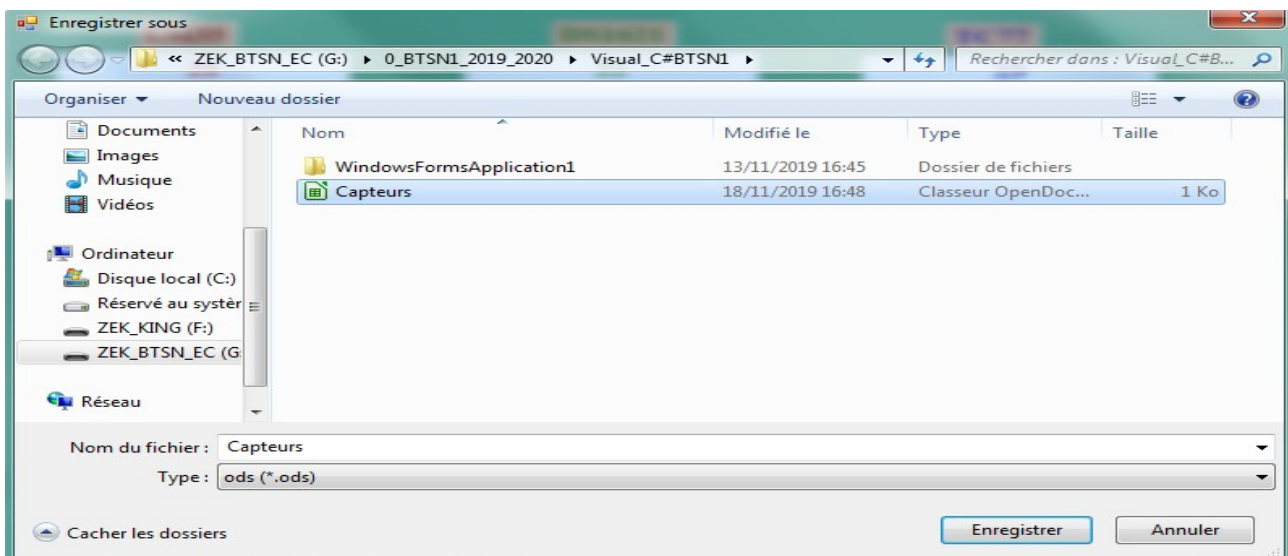 Enregistrer sous
« ZEK_BTSN_EC (G:) ▸ 0_BTSN1_2019_2020 ▸ Visual_C#BTSN1 ▸
Rechercher dans : Visual_C#B...
Organiser
Nouveau dossier
Nom Modifié le Type Taille
WindowsFormsApplication1 13/11/2019 16:45 Dossier de fichiers
Capteurs 18/11/2019 16:48 Classeur OpenDoc... 1 Ko
Documents
Images
Musique
Vidéos
Ordinateur
Disque local (C:)
Réservé au systèr
ZEK_KING (F:)
ZEK_BTSN_EC (G
Réseau
Nom du fichier : Capteurs
Type : ods (*.ods)
Cacher les dossiers
Enregistrer
Annuler